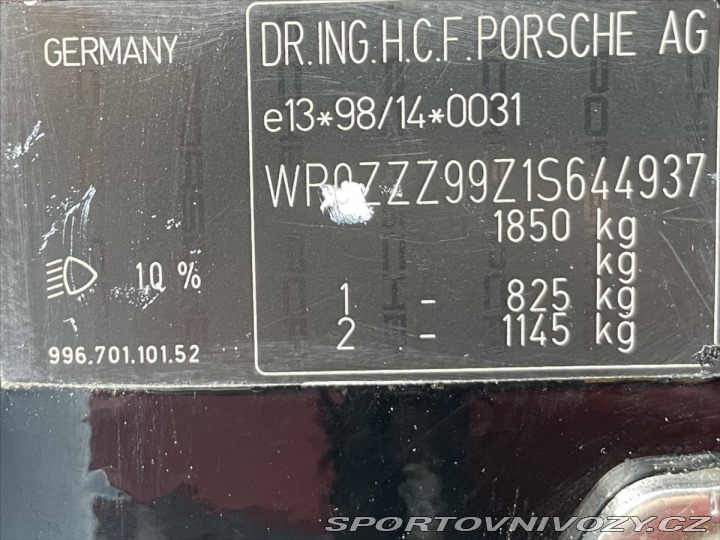 GERMANY
DR.ING.H.C.F.PORSCHE AG
e13*98/14*0031
WP0ZZZ99Z1S644937
1850 kg
kg
10 %
1 - 825 kg
2 - 1145 kg
996.701.101.52
SPORTOVNIVOZY.CZ